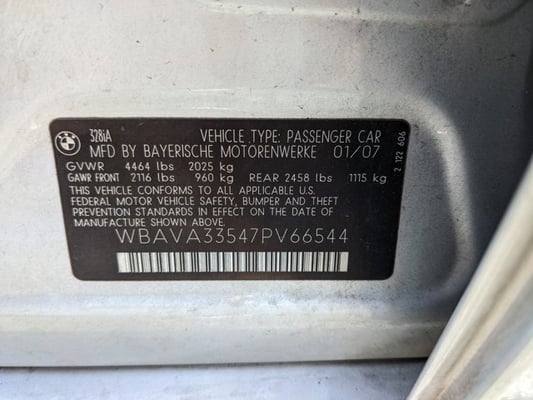 328iA VEHICLE TYPE: PASSENGER CAR
MFD BY BAYERISCHE MOTORENWERKE 01/07
GVWR 4464 lbs 2025 kg
GAWR FRONT 2116 lbs 960 kg REAR 2458 lbs 1115 kg
THIS VEHICLE CONFORMS TO ALL APPLICABLE U.S.
FEDERAL MOTOR VEHICLE SAFETY, BUMPER AND THEFT
PREVENTION STANDARDS IN EFFECT ON THE DATE OF
MANUFACTURE SHOWN ABOVE.
WBAVA33547PV66544
2 122 606